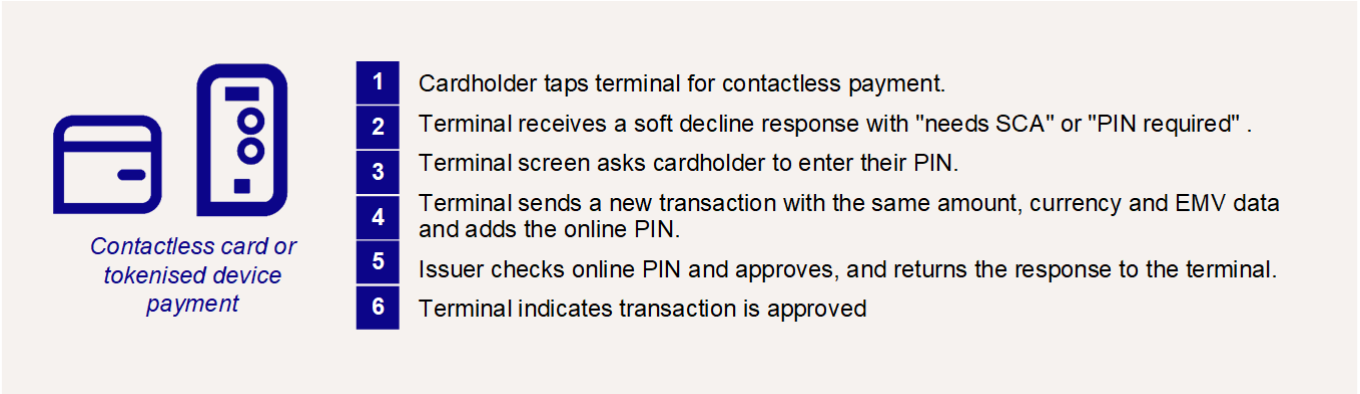 1 Cardholder taps terminal for contactless payment.
2 Terminal receives a soft decline response with "needs SCA" or "PIN required" .
3 Terminal screen asks cardholder to enter their PIN.
4 Terminal sends a new transaction with the same amount, currency and EMV data
and adds the online PIN.
5 Issuer checks online PIN and approves, and returns the response to the terminal.
6 Terminal indicates transaction is approved
Contactless card or
tokenised device
payment